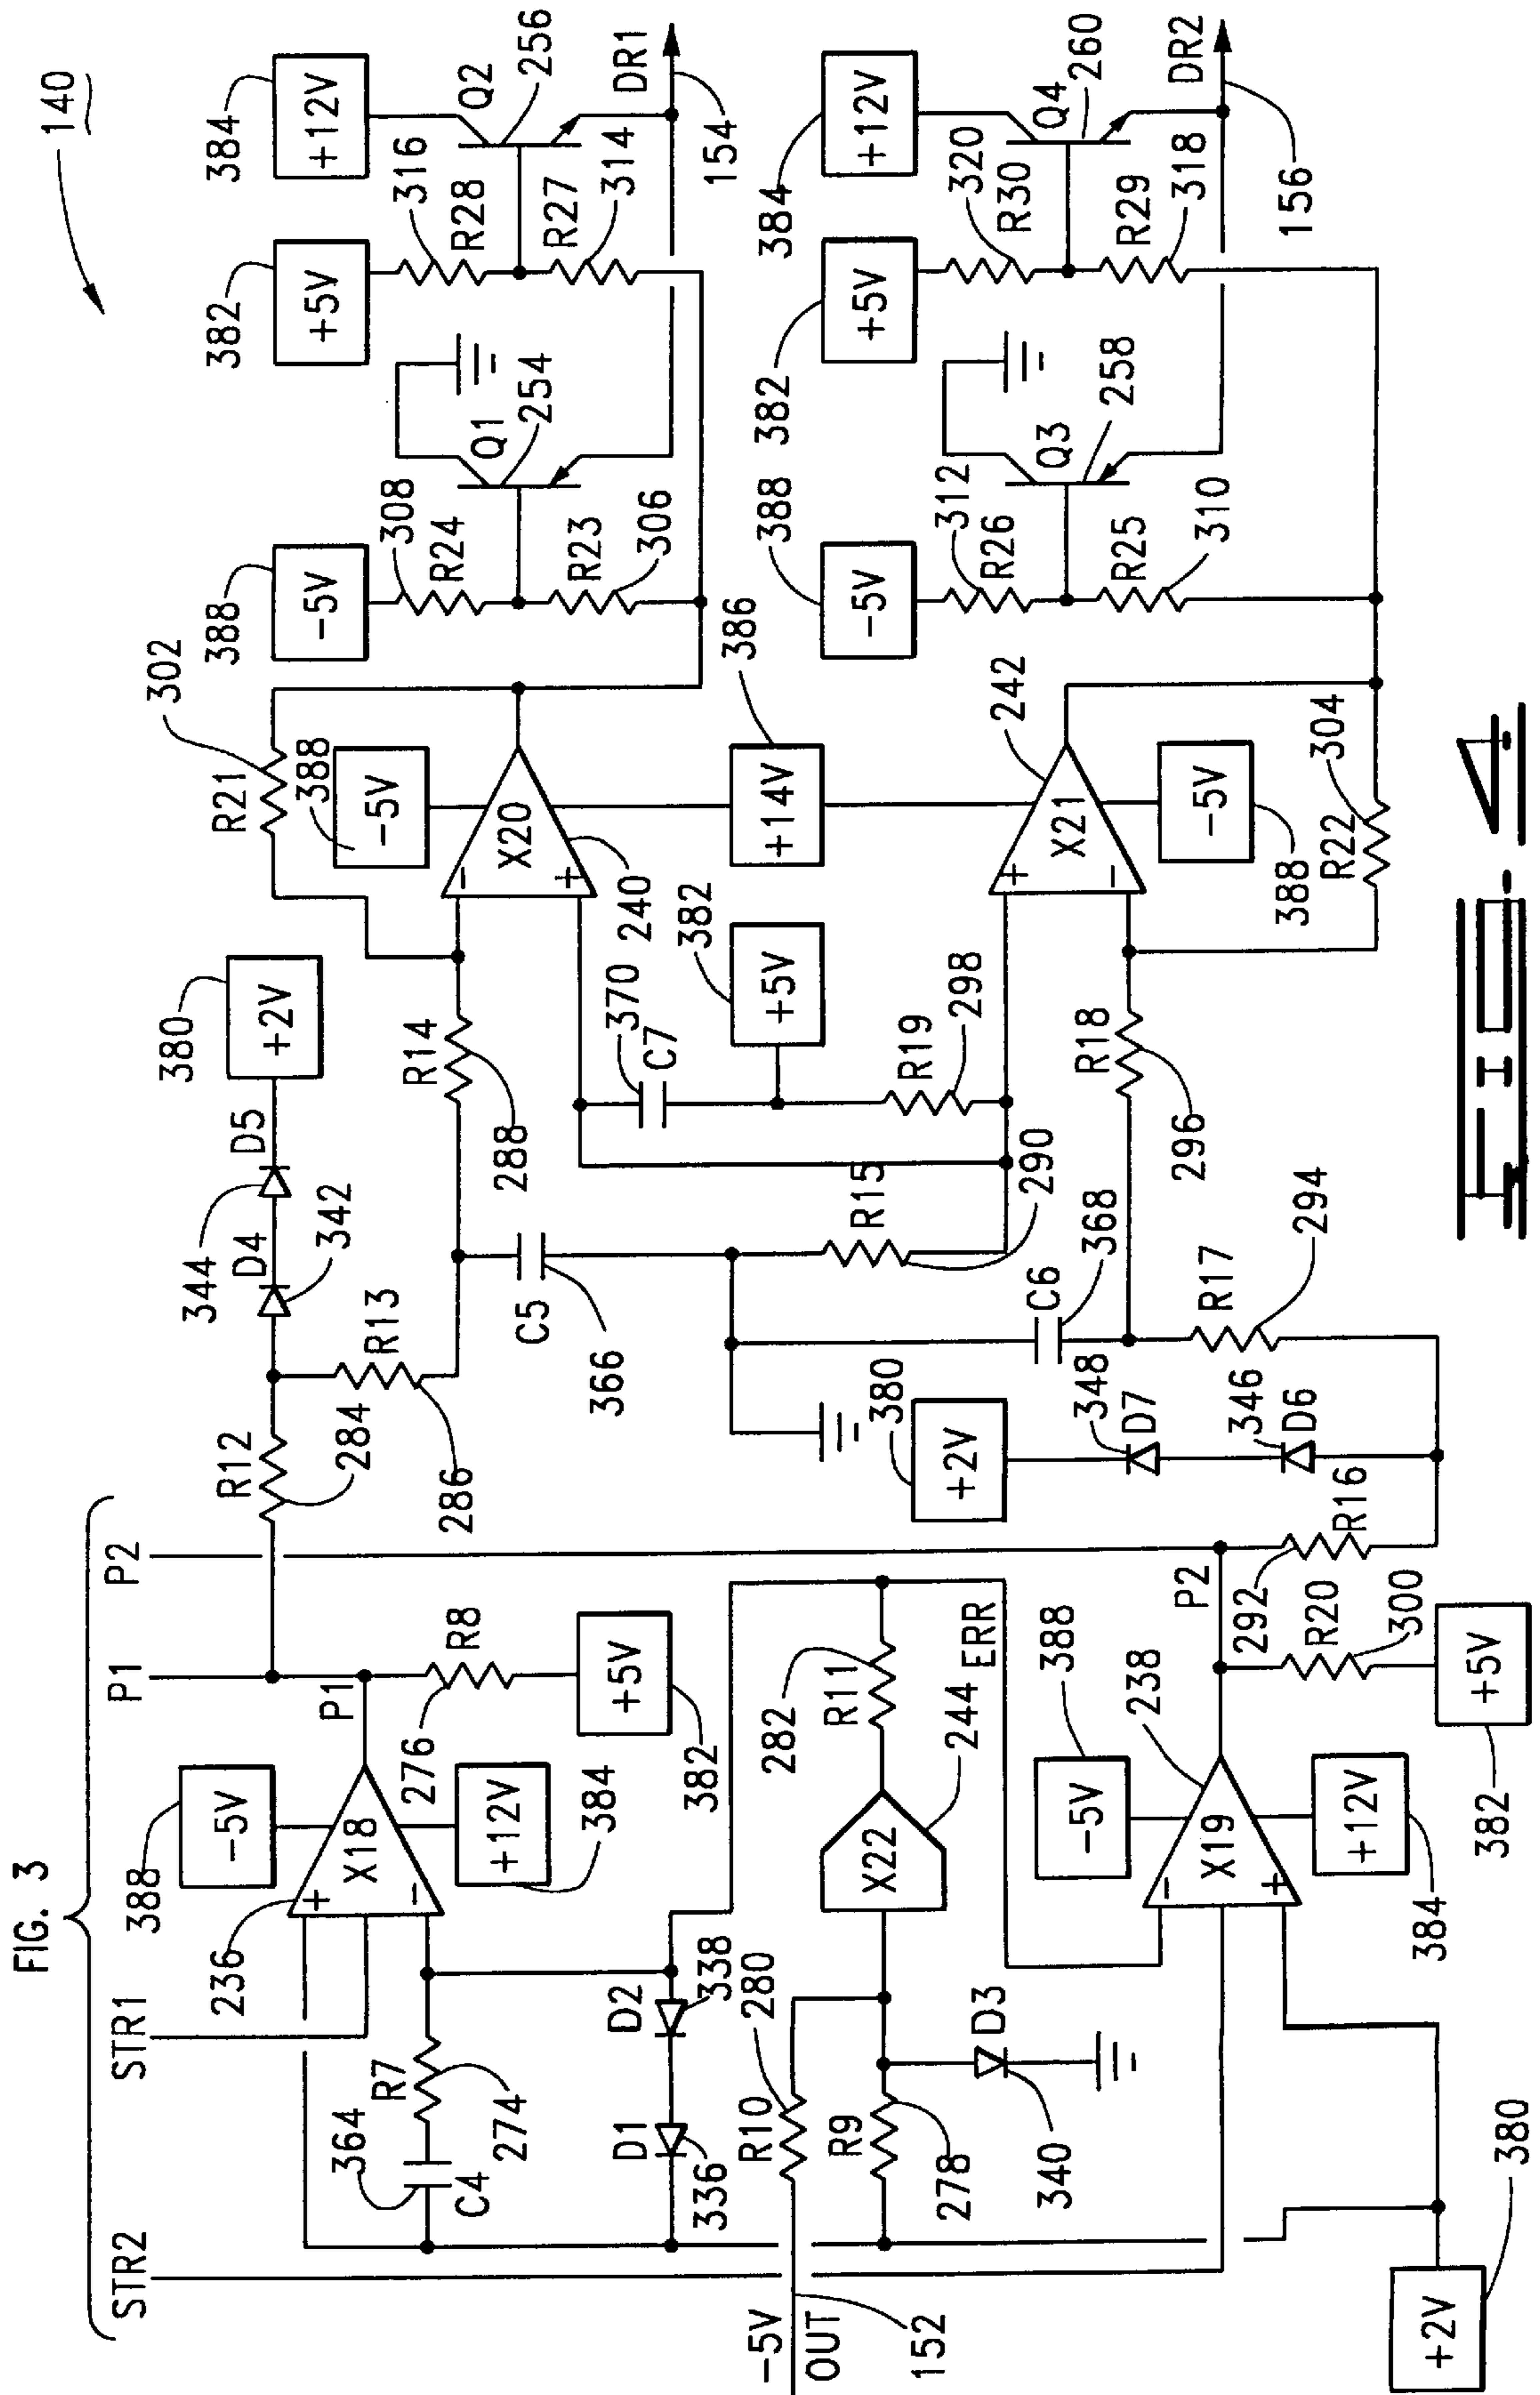 140
384
+12V
Q2
256
DR1
154
382
+5V
316
R28
R27
314
Q1
254
388
-5V
308
R24
R23
306
384
+12V
Q4
260
DR2
156
382
+5V
320
R30
R29
318
Q3
258
388
-5V
312
R26
R25
310
302
R21
388
-5V
X20
-
+
240
386
+14V
242
X21
+
-
-5V
388
304
R22
380
+2V
D5
344
D4
342
R14
288
370
C7
382
+5V
R19
298
R18
296
R13
286
C5
366
R15
290
C6
368
R17
294
R12
284
380
+2V
348
D7
346
D6
R16
292
FIG. 3
P1
P2
STR1
STR2
P1
R8
276
+5V
382
388
-5V
X18
+
-
236
+12V
384
R11
282
ERR
244
X22
388
-5V
238
X19
-
+
+12V
384
P2
R20
300
+5V
382
R7
274
364
C4
D2
338
D1
336
280
R10
R9
278
D3
340
-5V
OUT
152
+2V
380
FIG. 4